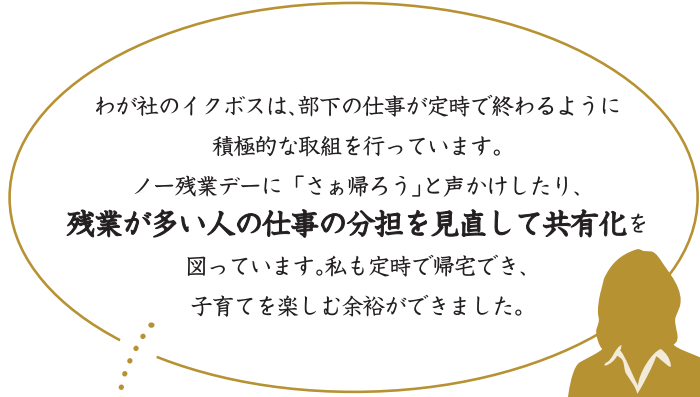 わが社のイクボスは、部下の仕事が定時で終わるように
積極的な取組を行っています。
ノー残業デーに「さぁ帰ろう」と声かけしたり、
残業が多い人の仕事の分担を見直して共有化を
図っています。私も定時で帰宅でき、
子育てを楽しむ余裕ができました。